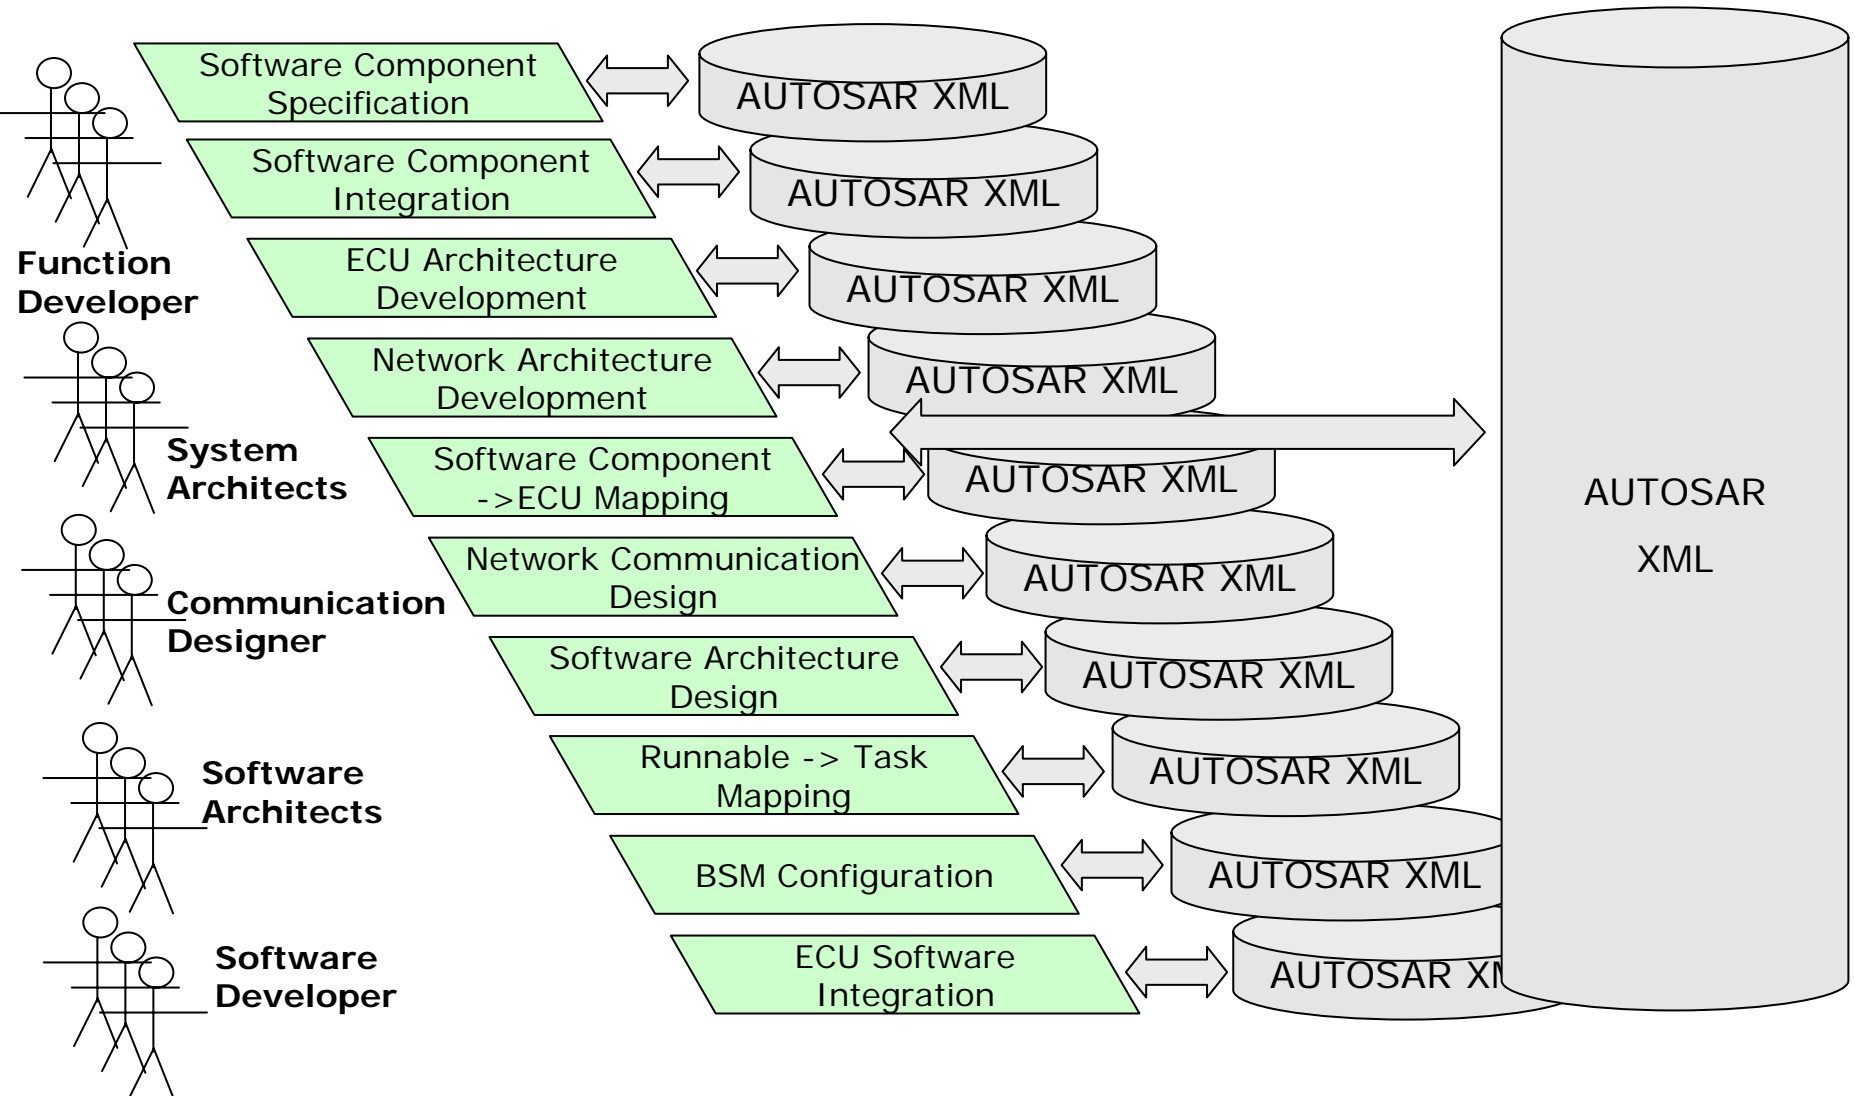 Software Component
Specification
AUTOSAR XML
Software Component
Integration
AUTOSAR XML
Function
Developer
ECU Architecture
Development
AUTOSAR XML
Network Architecture
Development
AUTOSAR XML
System
Architects
Software Component
->ECU Mapping
AUTOSAR XML
AUTOSAR
XML
Network Communication
Design
AUTOSAR XML
Communication
Designer
Software Architecture
Design
AUTOSAR XML
Software
Architects
Runnable -> Task
Mapping
AUTOSAR XML
BSM Configuration
AUTOSAR XML
Software
Developer
ECU Software
Integration
AUTOSAR